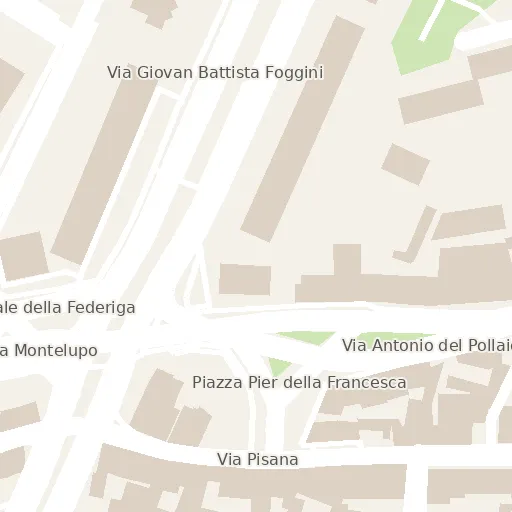 Via Giovan Battista Foggini
ale della Federiga
a Montelupo
Via Antonio del Pollaio
Piazza Pier della Francesca
Via Pisana